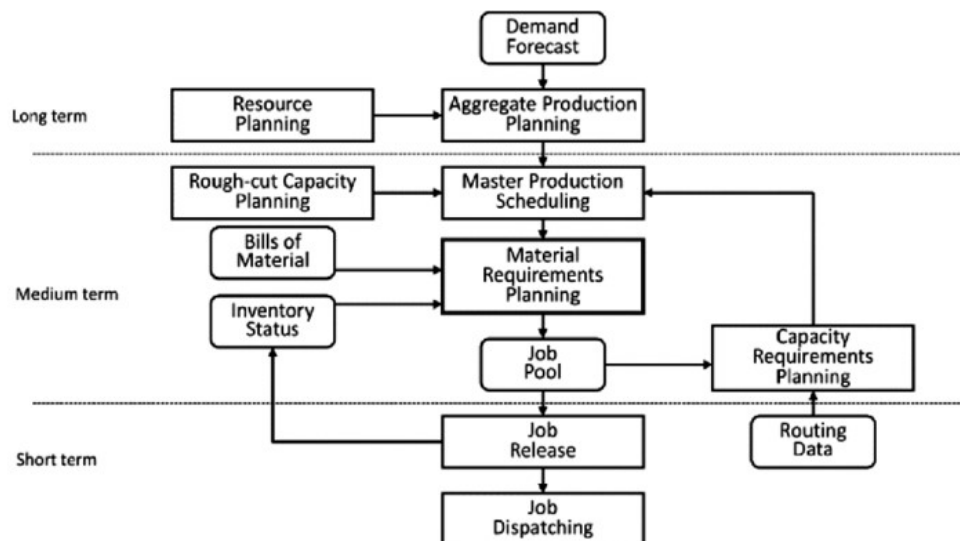 Demand
Forecast
Long term
Resource
Planning
Aggregate Production
Planning
Rough-cut Capacity
Planning
Master Production
Scheduling
Bills of
Material
Material
Requirements
Planning
Medium term
Inventory
Status
Job
Pool
Capacity
Requirements
Planning
Short term
Job
Release
Routing
Data
Job
Dispatching